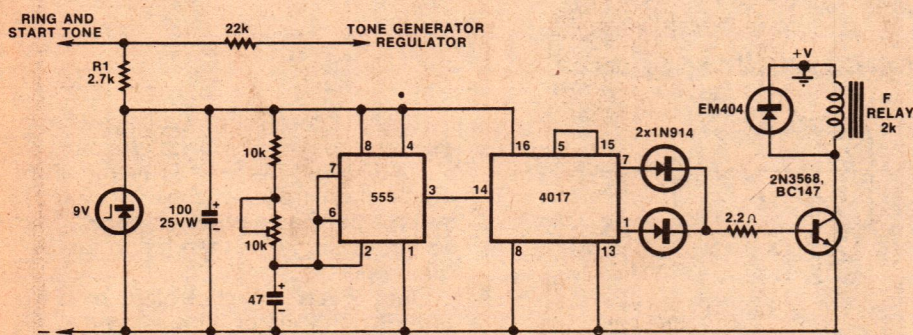 RING AND
START TONE
22k
TONE GENERATOR
REGULATOR
R1
2.7k
+V
EM404
F
RELAY
2k
10k
8
4
16
5
15
2x1N914
7
7
2N3568,
BC147
555
3
14
4017
9V
100
25VW
+
-
10k
6
1
2.2Ω
2
1
8
13
47
+
-
-